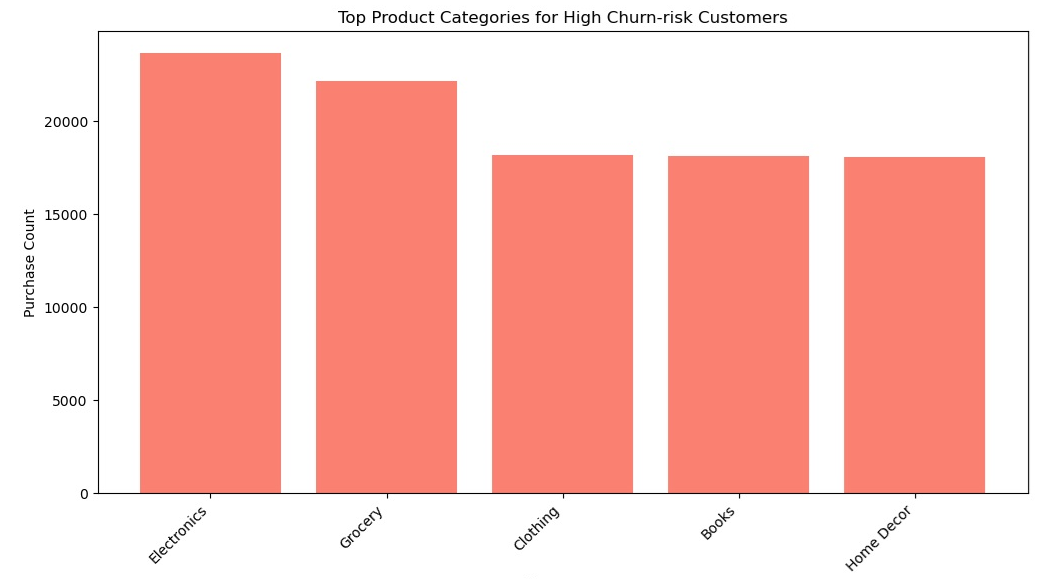 Top Product Categories for High Churn-risk Customers
Purchase Count
20000
15000
10000
5000
0
Electronics
Grocery
Clothing
Books
Home Decor